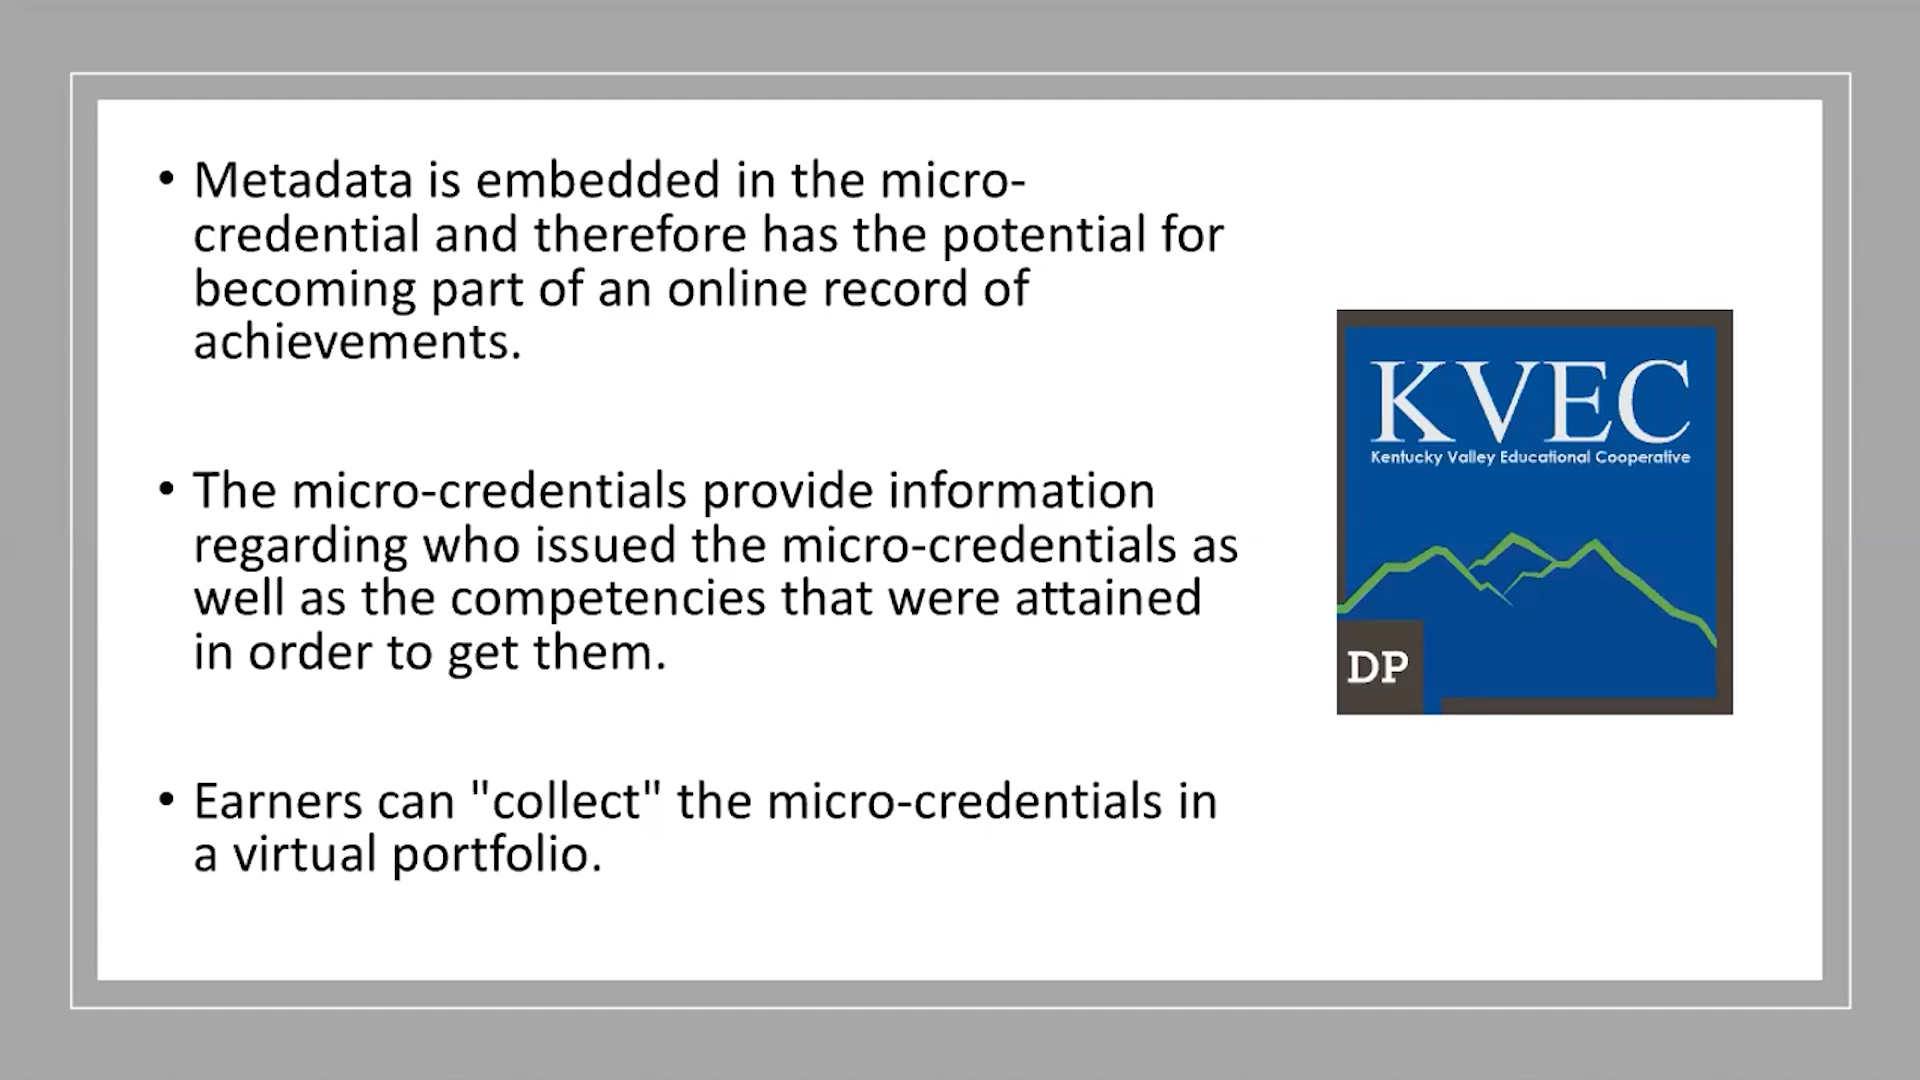 • Metadata is embedded in the micro-
credential and therefore has the potential for
becoming part of an online record of
achievements.
• The micro-credentials provide information
regarding who issued the micro-credentials as
well as the competencies that were attained
in order to get them.
• Earners can "collect" the micro-credentials in
a virtual portfolio.
KVEC
Kentucky Valley Educational Cooperative
DP